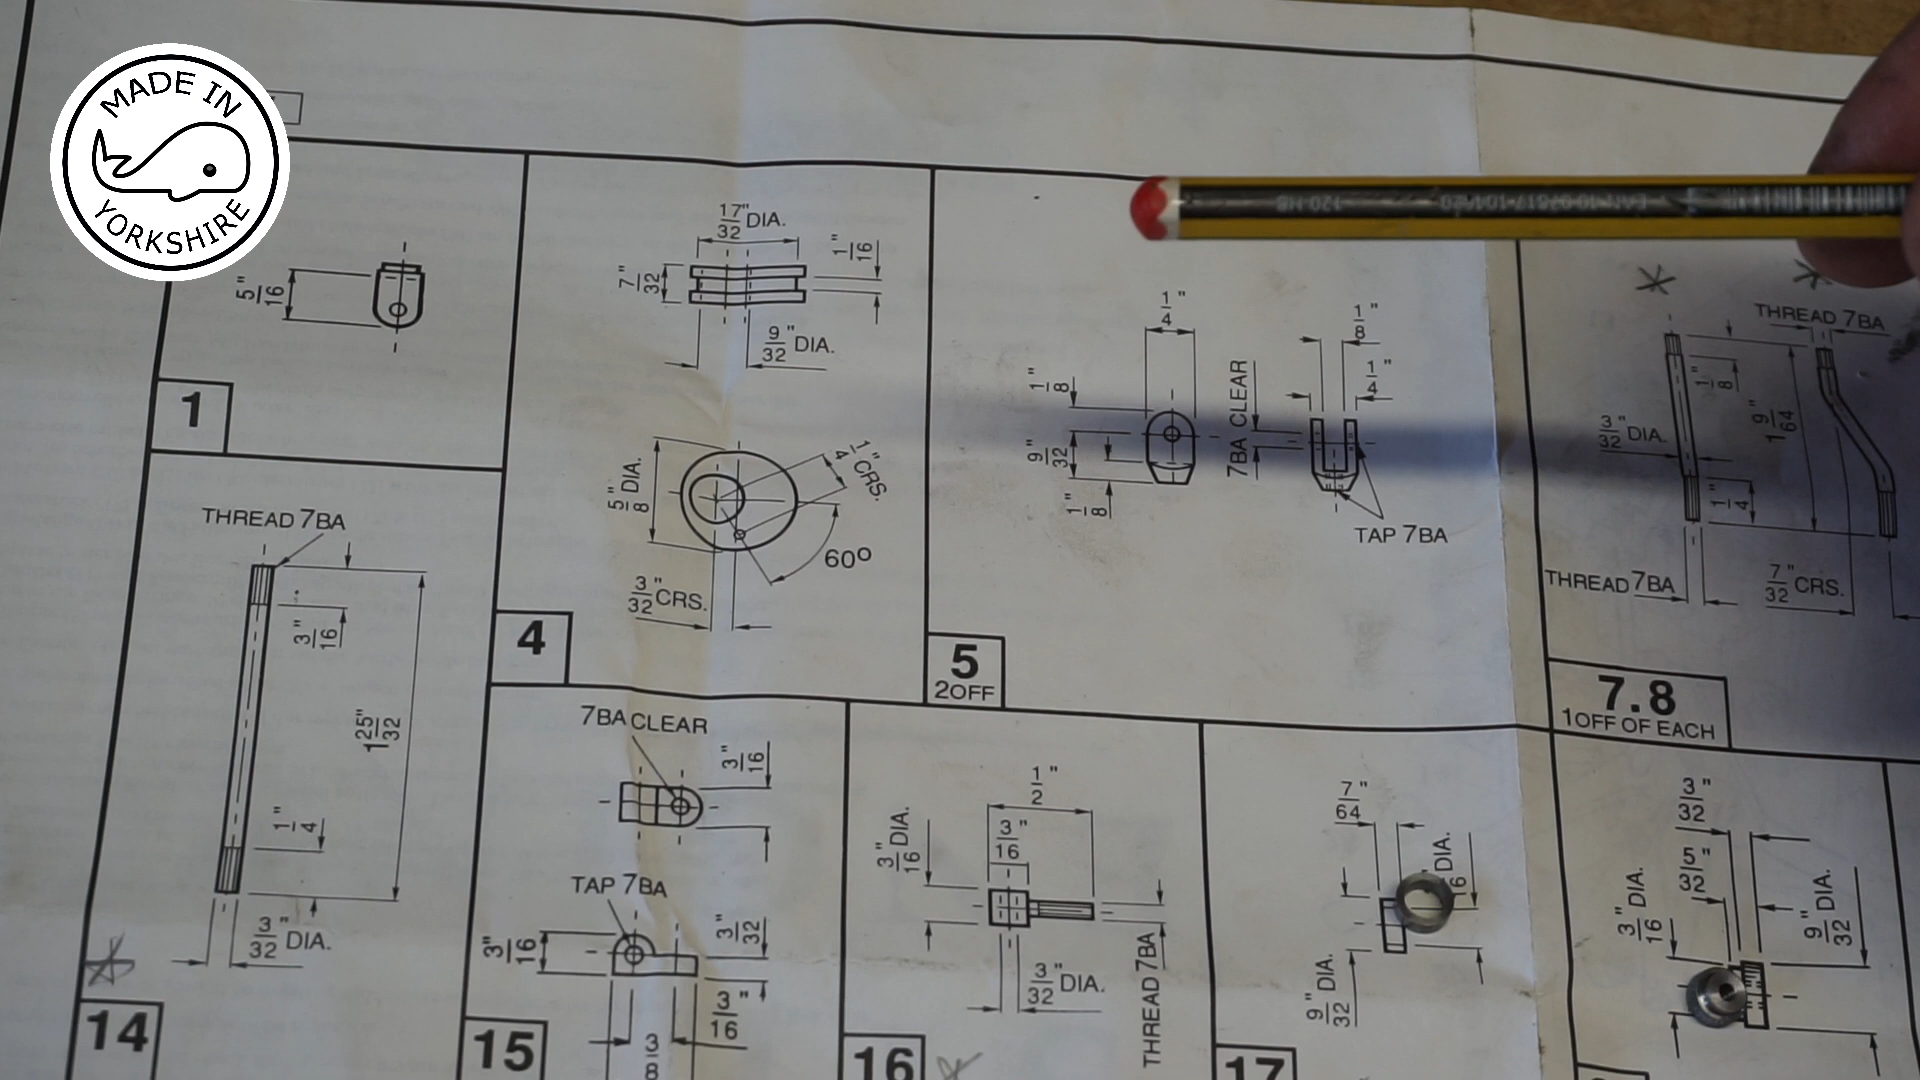 MADE IN
YORKSHIRE
5"
16
1
17" DIA.
32
1"
16
7"
32
9" DIA.
32
5" DIA.
8
1" CRS.
4
60°
3" CRS.
32
4
1"
4
1"
8
1"
8
1"
4
9"
32
1"
8
7BA CLEAR
TAP 7BA
5
2OFF
THREAD 7BA
1"
8
3" DIA.
32
1 9"
64
1"
4
THREAD 7BA
7" CRS.
32
7.8
1OFF OF EACH
THREAD 7BA
3"
16
1 25"
32
1"
4
3" DIA.
32
14
7BA CLEAR
3"
16
TAP 7BA
3"
16
3"
32
3"
16
3
8
15
1"
2
3" DIA.
16
3"
16
3" DIA.
32
THREAD 7BA
16
7"
64
DIA.
16
9" DIA.
32
17
3"
32
5"
32
3" DIA.
16
9" DIA.
32